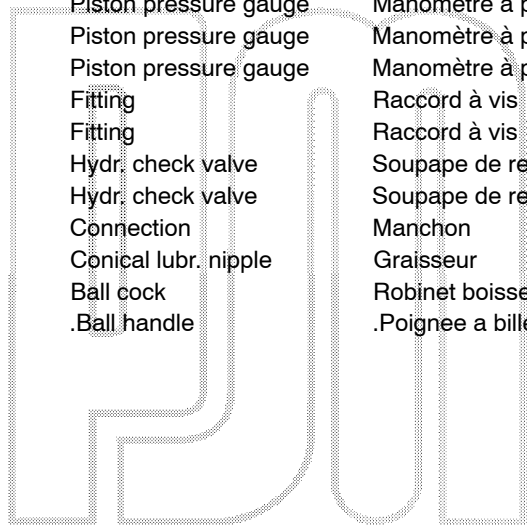 Piston pressure gauge Manomètre à p
Piston pressure gauge Manomètre à p
Piston pressure gauge Manomètre à p
Fitting Raccord à vis
Fitting Raccord à vis
Hydr. check valve Soupape de re
Hydr. check valve Soupape de re
Connection Manchon
Conical lubr. nipple Graisseur
Ball cock Robinet boisse
.Ball handle .Poignee a bille